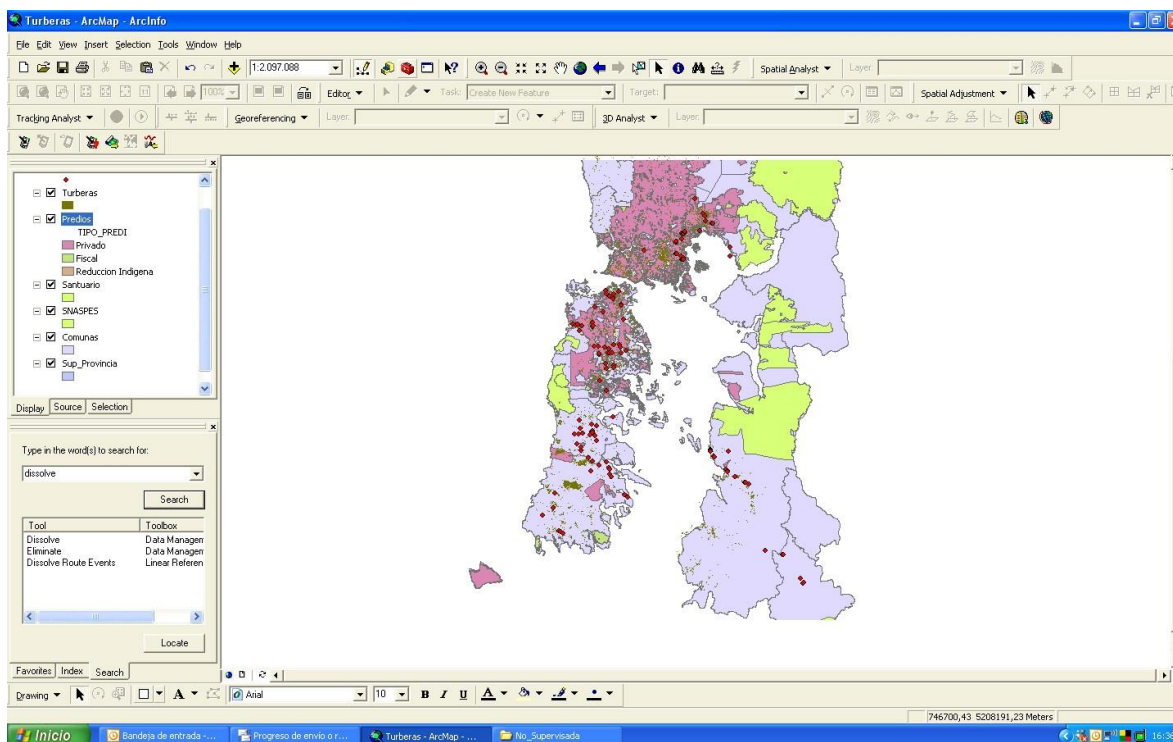 Turberas - ArcMap - ArcInfo
File Edit View Insert Selection Tools Window Help
1:2.097.088 Spatial Analyst Layer:
100% Editor Task: Create New Feature Target: Spatial Adjustment
Tracking Analyst Georeferencing Layer: 3D Analyst Layer:
Turberas
Predios
TIPO_PREDI
Privado
Fiscal
Reduccion Indigena
Santuario
SNASPES
Comunas
Sup_Provincia
Display Source Selection
Type in the word(s) to search for:
dissolve
Search
Tool Toolbox
Dissolve Data Managen
Eliminate Data Managen
Dissolve Route Events Linear Referen
Locate
Favorites Index Search
Drawing A Arial 10 B I U A
746700,43 5208191,23 Meters
Inicio Bandeja de entrada -... Progreso de envío o r... Turberas - ArcMap - ... No_Supervisada